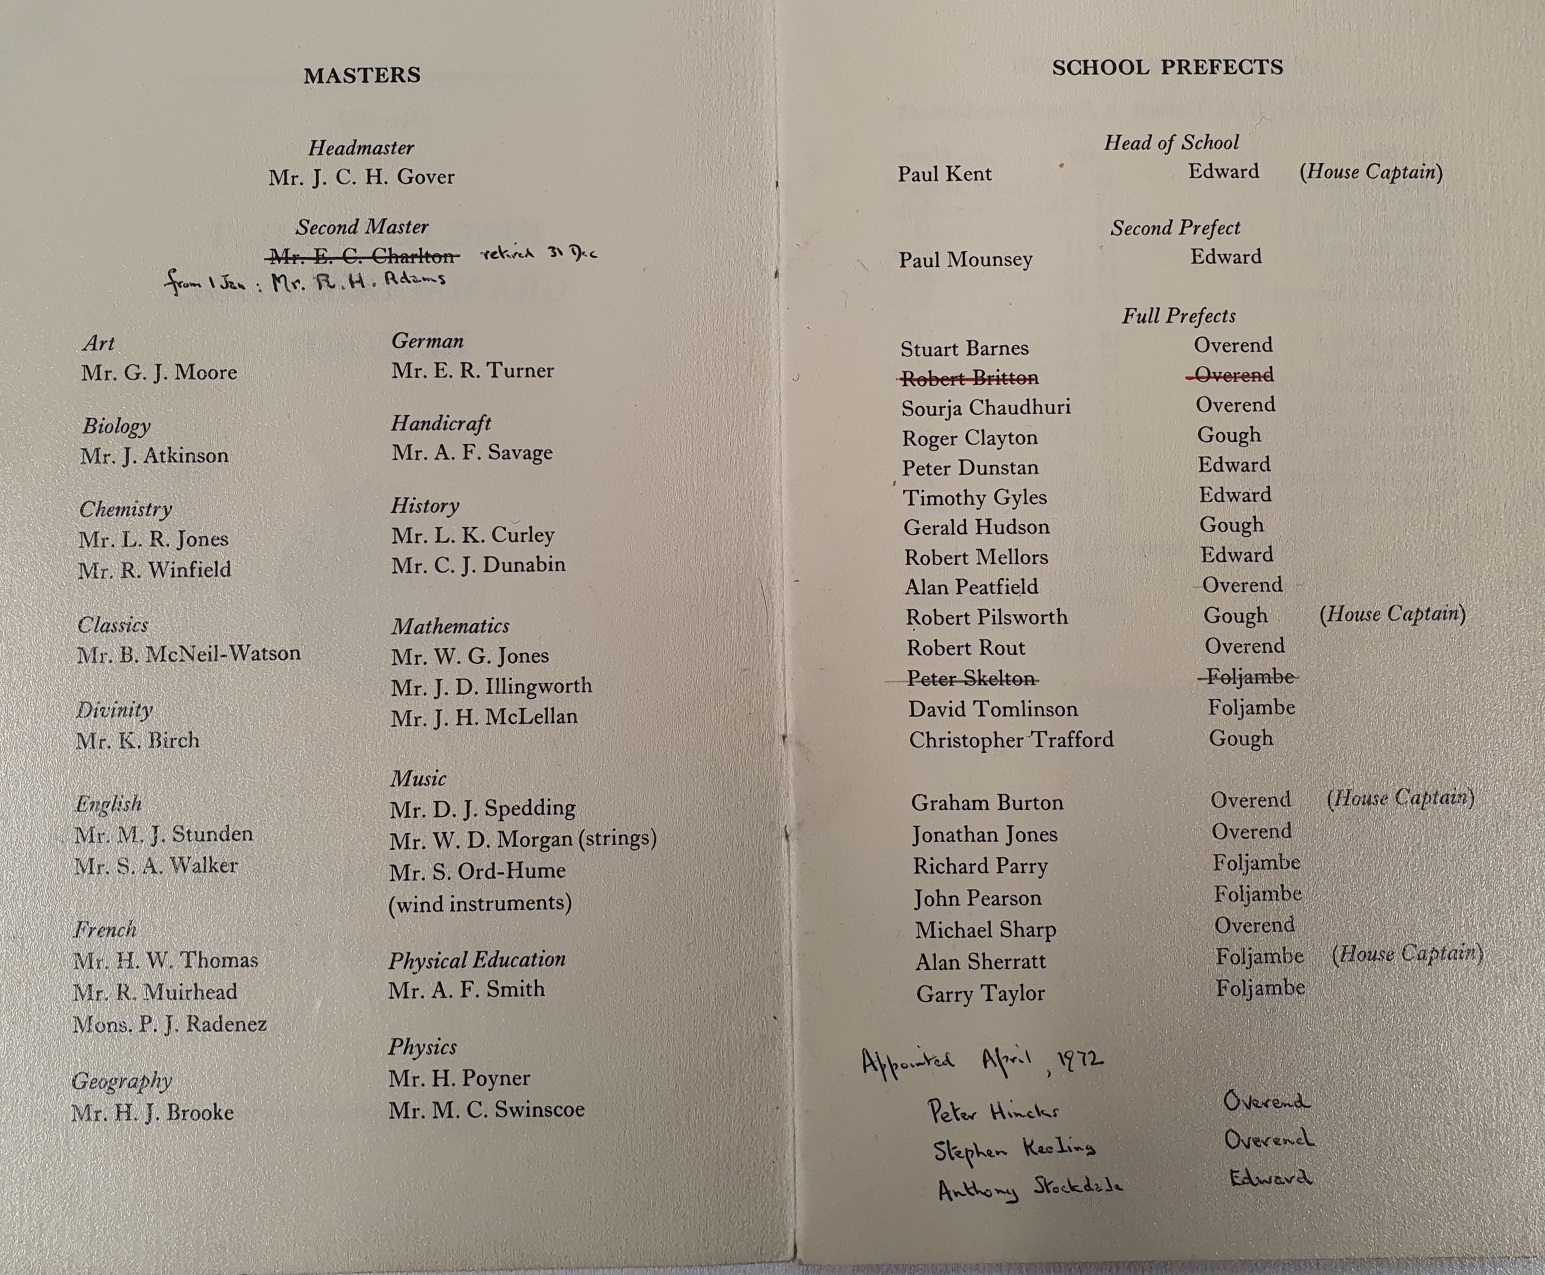 MASTERS
Headmaster
Mr. J. C. H. Gover
Second Master
Mr. E. C. Charlton retired 31 Dec
from 1 Jan : Mr. R. H. Adams
Art
Mr. G. J. Moore
Biology
Mr. J. Atkinson
Chemistry
Mr. L. R. Jones
Mr. R. Winfield
Classics
Mr. B. McNeil-Watson
Divinity
Mr. K. Birch
English
Mr. M. J. Stunden
Mr. S. A. Walker
French
Mr. H. W. Thomas
Mr. R. Muirhead
Mons. P. J. Radenez
Geography
Mr. H. J. Brooke
German
Mr. E. R. Turner
Handicraft
Mr. A. F. Savage
History
Mr. L. K. Curley
Mr. C. J. Dunabin
Mathematics
Mr. W. G. Jones
Mr. J. D. Illingworth
Mr. J. H. McLellan
Music
Mr. D. J. Spedding
Mr. W. D. Morgan (strings)
Mr. S. Ord-Hume
(wind instruments)
Physical Education
Mr. A. F. Smith
Physics
Mr. H. Poyner
Mr. M. C. Swinscoe
SCHOOL PREFECTS
Head of School
Paul Kent Edward (House Captain)
Second Prefect
Paul Mounsey Edward
Full Prefects
Stuart Barnes Overend
Robert Britton Overend
Sourja Chaudhuri Overend
Roger Clayton Gough
Peter Dunstan Edward
Timothy Gyles Edward
Gerald Hudson Gough
Robert Mellors Edward
Alan Peatfield Overend
Robert Pilsworth Gough (House Captain)
Robert Rout Overend
Peter Skelton Foljambe
David Tomlinson Foljambe
Christopher Trafford Gough
Graham Burton Overend (House Captain)
Jonathan Jones Overend
Richard Parry Foljambe
John Pearson Foljambe
Michael Sharp Overend
Alan Sherratt Foljambe (House Captain)
Garry Taylor Foljambe
Appointed April, 1972
Peter Hincks Overend
Stephen Keeling Overend
Anthony Stockdale Edward